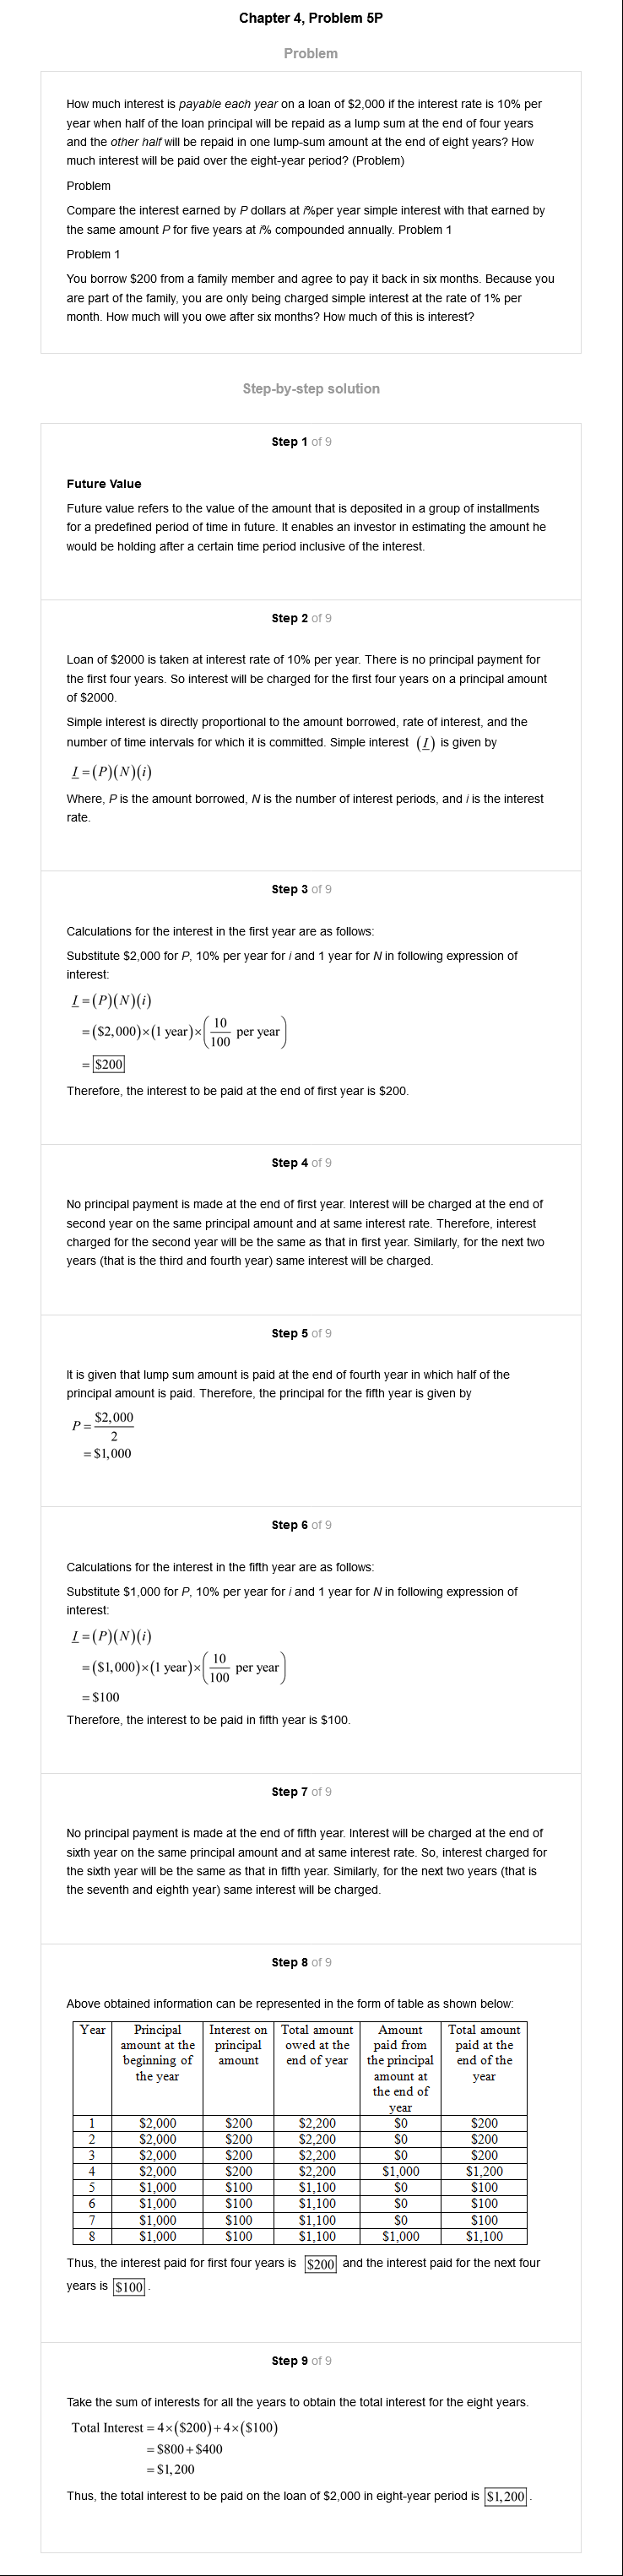 Chapter 4, Problem 5P
Problem
How much interest is payable each year on a loan of $2,000 if the interest rate is 10% per
year when half of the loan principal will be repaid as a lump sum at the end of four years
and the other half will be repaid in one lump-sum amount at the end of eight years? How
much interest will be paid over the eight-year period? (Problem)
Problem
Compare the interest earned by P dollars at i%per year simple interest with that earned by
the same amount P for five years at i% compounded annually. Problem 1
Problem 1
You borrow $200 from a family member and agree to pay it back in six months. Because you
are part of the family, you are only being charged simple interest at the rate of 1% per
month. How much will you owe after six months? How much of this is interest?
Step-by-step solution
Step 1 of 9
Future Value
Future value refers to the value of the amount that is deposited in a group of installments
for a predefined period of time in future. It enables an investor in estimating the amount he
would be holding after a certain time period inclusive of the interest.
Step 2 of 9
Loan of $2000 is taken at interest rate of 10% per year. There is no principal payment for
the first four years. So interest will be charged for the first four years on a principal amount
of $2000.
Simple interest is directly proportional to the amount borrowed, rate of interest, and the
number of time intervals for which it is committed. Simple interest (I) is given by
I = (P)(N)(i)
Where, P is the amount borrowed, N is the number of interest periods, and i is the interest
rate.
Step 3 of 9
Calculations for the interest in the first year are as follows:
Substitute $2,000 for P, 10% per year for i and 1 year for N in following expression of
interest:
I = (P)(N)(i)
= ($2,000)×(1 year)×(10/100 per year)
= $200
Therefore, the interest to be paid at the end of first year is $200.
Step 4 of 9
No principal payment is made at the end of first year. Interest will be charged at the end of
second year on the same principal amount and at same interest rate. Therefore, interest
charged for the second year will be the same as that in first year. Similarly, for the next two
years (that is the third and fourth year) same interest will be charged.
Step 5 of 9
It is given that lump sum amount is paid at the end of fourth year in which half of the
principal amount is paid. Therefore, the principal for the fifth year is given by
P = $2,000/2
= $1,000
Step 6 of 9
Calculations for the interest in the fifth year are as follows:
Substitute $1,000 for P, 10% per year for i and 1 year for N in following expression of
interest:
I = (P)(N)(i)
= ($1,000)×(1 year)×(10/100 per year)
= $100
Therefore, the interest to be paid in fifth year is $100.
Step 7 of 9
No principal payment is made at the end of fifth year. Interest will be charged at the end of
sixth year on the same principal amount and at same interest rate. So, interest charged for
the sixth year will be the same as that in fifth year. Similarly, for the next two years (that is
the seventh and eighth year) same interest will be charged.
Step 8 of 9
Above obtained information can be represented in the form of table as shown below:
Year Principal Interest on Total amount Amount Total amount
amount at the principal owed at the paid from paid at the
beginning of amount end of year the principal end of the
the year amount at year
the end of
year
1 $2,000 $200 $2,200 $0 $200
2 $2,000 $200 $2,200 $0 $200
3 $2,000 $200 $2,200 $0 $200
4 $2,000 $200 $2,200 $1,000 $1,200
5 $1,000 $100 $1,100 $0 $100
6 $1,000 $100 $1,100 $0 $100
7 $1,000 $100 $1,100 $0 $100
8 $1,000 $100 $1,100 $1,000 $1,100
Thus, the interest paid for first four years is $200 and the interest paid for the next four
years is $100.
Step 9 of 9
Take the sum of interests for all the years to obtain the total interest for the eight years.
Total Interest = 4×($200)+4×($100)
= $800+$400
= $1,200
Thus, the total interest to be paid on the loan of $2,000 in eight-year period is $1,200.